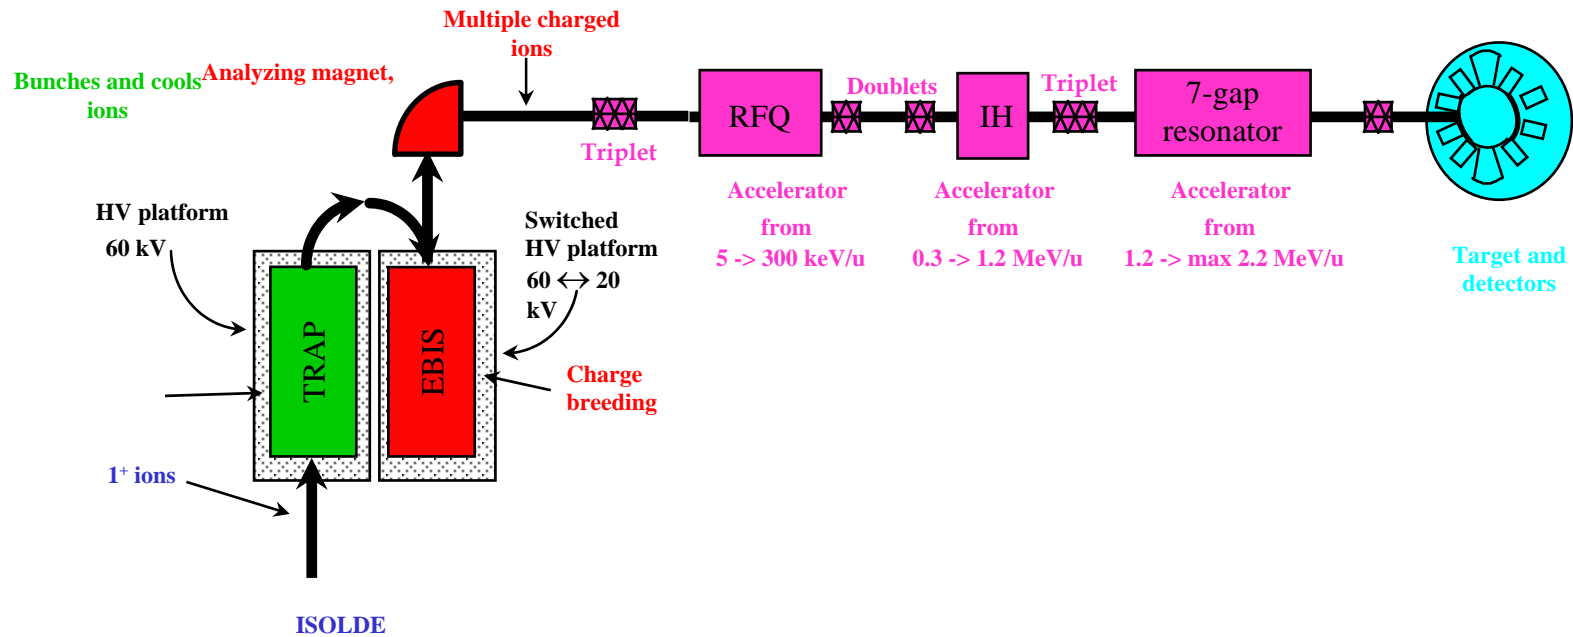 Multiple charged
ions
Analyzing magnet,
Bunches and cools
ions
Triplet
RFQ
Doublets
IH
Triplet
7-gap
resonator
Accelerator
from
5 -> 300 keV/u
Accelerator
from
0.3 -> 1.2 MeV/u
Accelerator
from
1.2 -> max 2.2 MeV/u
Target and
detectors
HV platform
60 kV
Switched
HV platform
60 ↔ 20
kV
TRAP
EBIS
Charge
breeding
1+ ions
ISOLDE